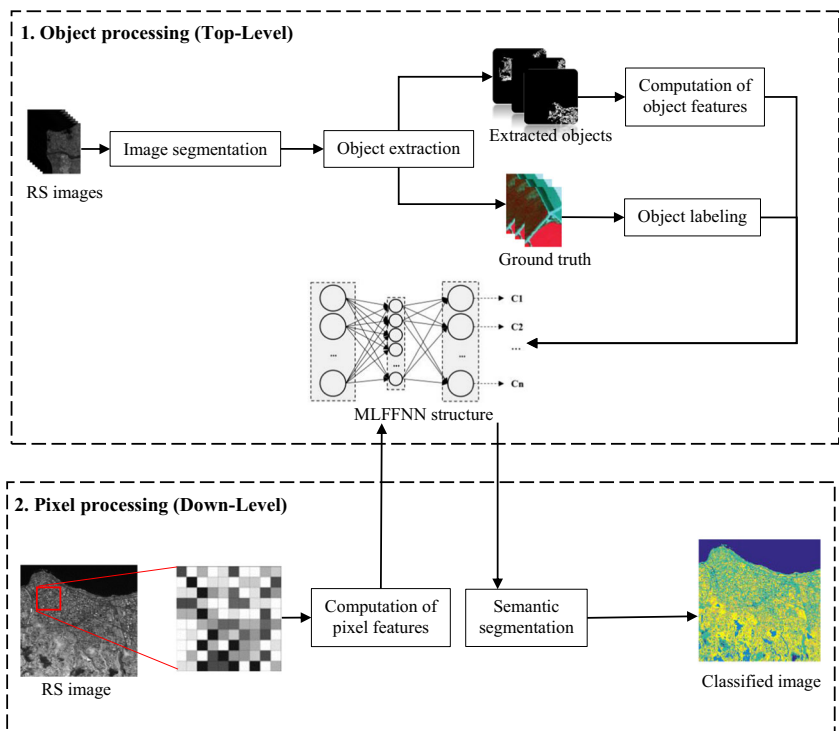 1. Object processing (Top-Level)
RS images
Image segmentation
Object extraction
Extracted objects
Computation of
object features
Ground truth
Object labeling
...
...
...
C1
C2
...
Cn
MLFFNN structure
2. Pixel processing (Down-Level)
RS image
Computation of
pixel features
Semantic
segmentation
Classified image